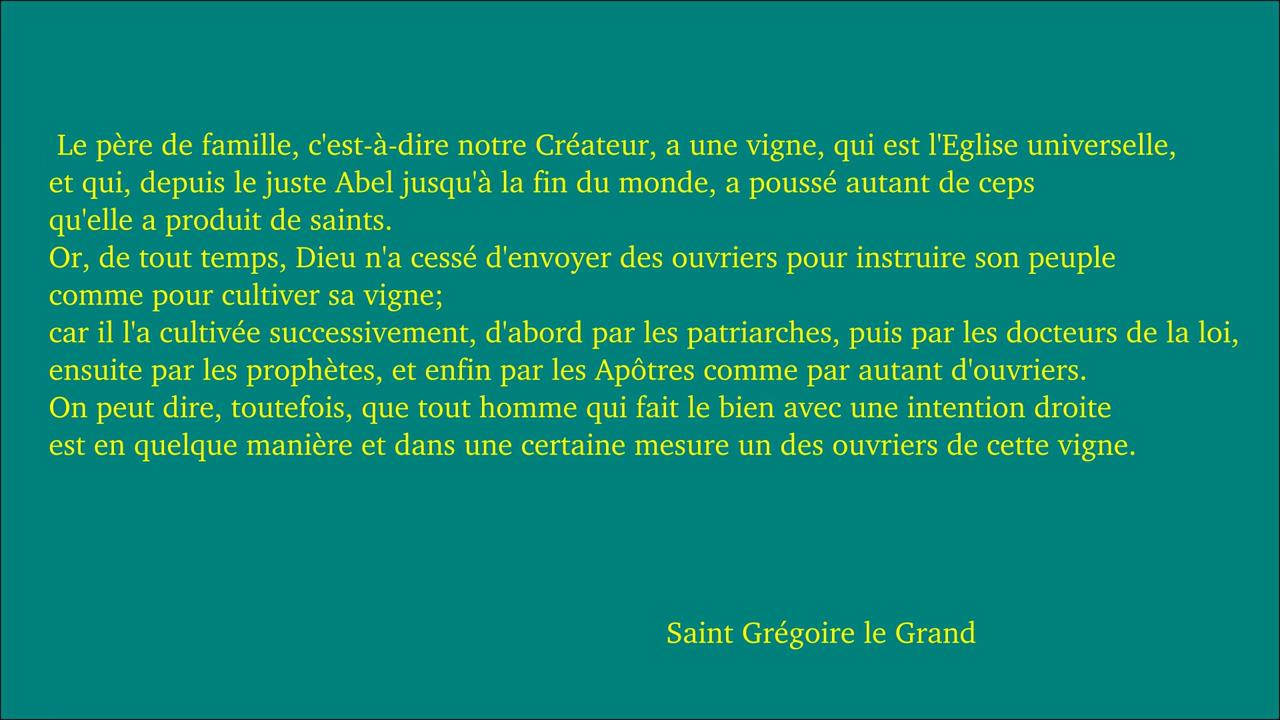 Le père de famille, c'est-à-dire notre Créateur, a une vigne, qui est l'Eglise universelle,
et qui, depuis le juste Abel jusqu'à la fin du monde, a poussé autant de ceps
qu'elle a produit de saints.
Or, de tout temps, Dieu n'a cessé d'envoyer des ouvriers pour instruire son peuple
comme pour cultiver sa vigne;
car il l'a cultivée successivement, d'abord par les patriarches, puis par les docteurs de la loi,
ensuite par les prophètes, et enfin par les Apôtres comme par autant d'ouvriers.
On peut dire, toutefois, que tout homme qui fait le bien avec une intention droite
est en quelque manière et dans une certaine mesure un des ouvriers de cette vigne.
Saint Grégoire le Grand